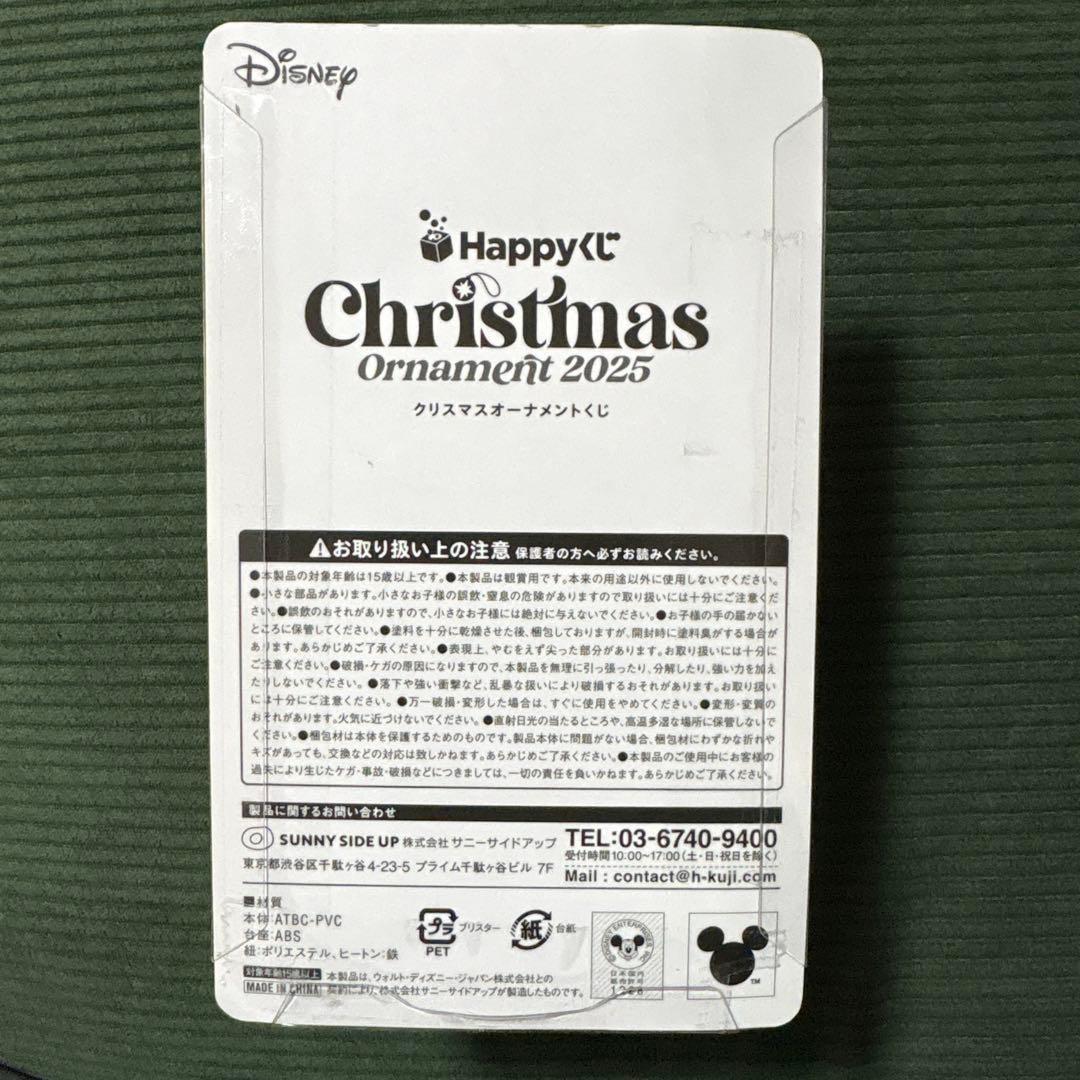 Disney
Happyくじ
Christmas
Ornament 2025
クリスマスオーナメントくじ
⚠お取り扱い上の注意 保護者の方へ必ずお読みください。
●本製品の対象年齢は15歳以上です。●本製品は観賞用です。本来の用途以外に使用しないでください。
●小さな部品があります。小さなお子様の誤飲・窒息の危険がありますので取り扱いには十分にご注意くださ
い。●誤飲のおそれがありますので、小さなお子様には絶対に与えないでください。●お子様の手の届かない
ところに保管してください。●塗料を十分に乾燥させた後、梱包しておりますが、開封時に塗料臭がする場合が
あります。あらかじめご了承ください。●表現上、やむをえず尖った部分があります。お取り扱いには十分に
ご注意ください。●破損・ケガの原因になりますので、本製品を無理に引っ張ったり、分解したり、強い力を加え
たりしないでください。●落下や強い衝撃など、乱暴な扱いにより破損するおそれがあります。お取り扱い
には十分にご注意ください。●万一破損・変形した場合は、すぐに使用をやめてください。●変形・変質の
おそれがあります。火気に近づけないでください。●直射日光の当たるところや、高温多湿な場所に保管しないで
ください。●梱包材は本体を保護するためのものです。製品本体に問題がない場合、梱包材にわずかな折れや
キズがあっても、交換などの対応は致しかねます。あらかじめご了承ください。●本製品のご使用中にお客様の
過失により生じたケガ・事故・破損などにつきましては、一切の責任を負いかねます。あらかじめご了承ください。
製品に関するお問い合わせ
SUNNY SIDE UP 株式会社サニーサイドアップ
東京都渋谷区千駄ヶ谷4-23-5 プライム千駄ヶ谷ビル 7F
TEL:03-6740-9400
受付時間10:00~17:00(土・日・祝日を除く)
Mail : contact@h-kuji.com
■材質
本体:ATBC-PVC
台座:ABS
紐:ポリエステル、ヒートン:鉄
プラ ブリスター
PET
紙 台紙
対象年齢15歳以上 本製品は、ウォルト・ディズニー・ジャパン株式会社との
MADE IN CHINA 契約により、株式会社サニーサイドアップが製造したものです。
DISNEY ENTERPRISES INC
日本国内
販売許可
1228
TM